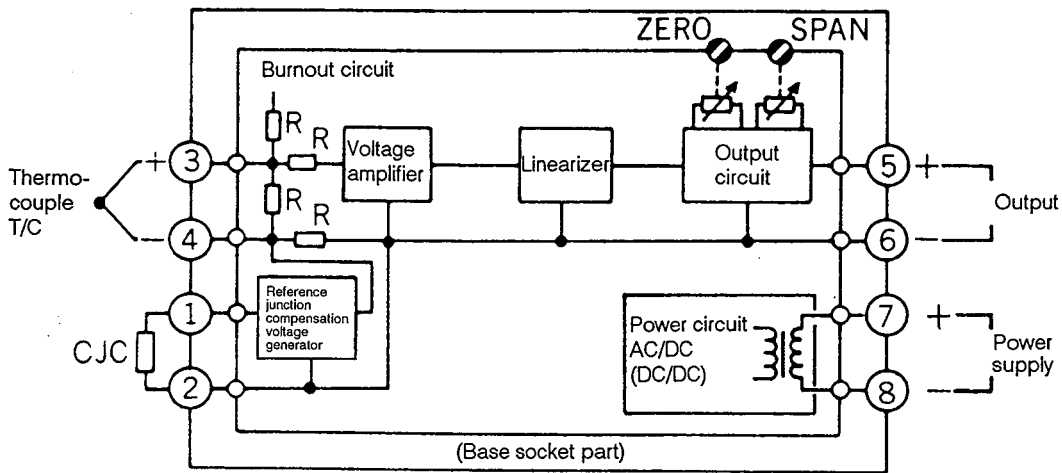 ZERO SPAN
Burnout circuit
R
R
Voltage
amplifier
Linearizer
Output
circuit
Thermo-
couple
T/C
+ 3
− 4
R
R
5 +
6 −
Output
Reference
junction
compensation
voltage
generator
1
CJC
2
Power circuit
AC/DC
(DC/DC)
7 +
8 −
Power
supply
(Base socket part)